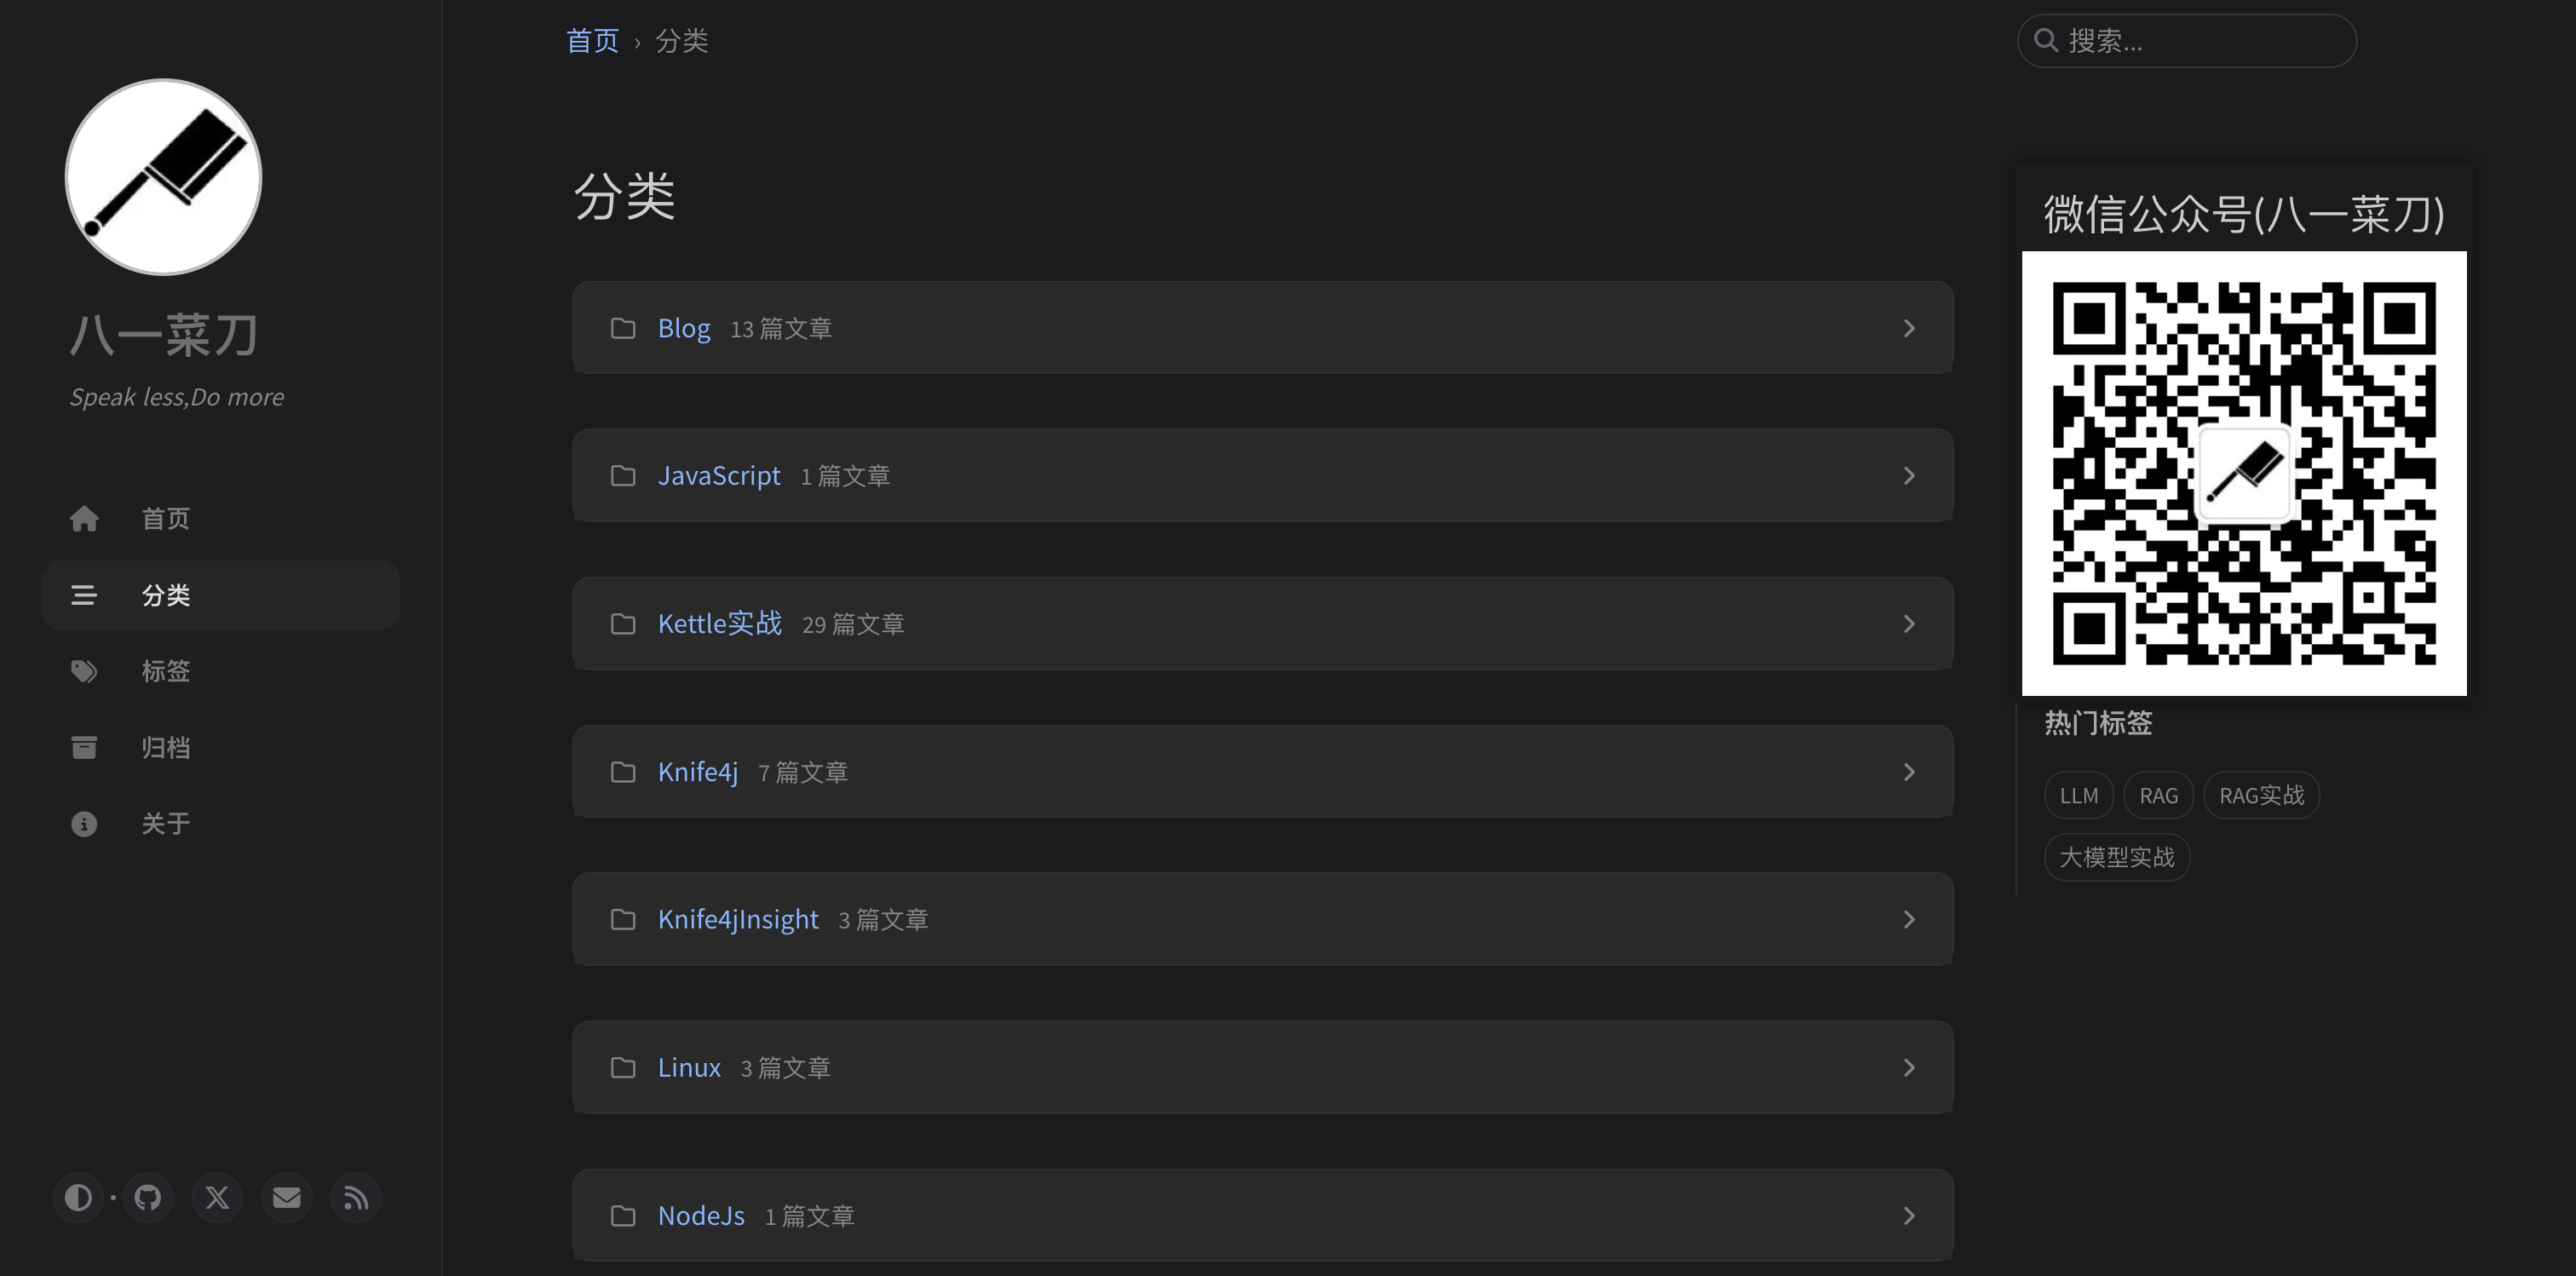 八一菜刀
Speak less,Do more
首页
分类
标签
归档
关于
首页 › 分类
搜索...
分类
Blog 13 篇文章
JavaScript 1 篇文章
Kettle实战 29 篇文章
Knife4j 7 篇文章
Knife4jInsight 3 篇文章
Linux 3 篇文章
NodeJs 1 篇文章
微信公众号(八一菜刀)
热门标签
LLM RAG RAG实战
大模型实战